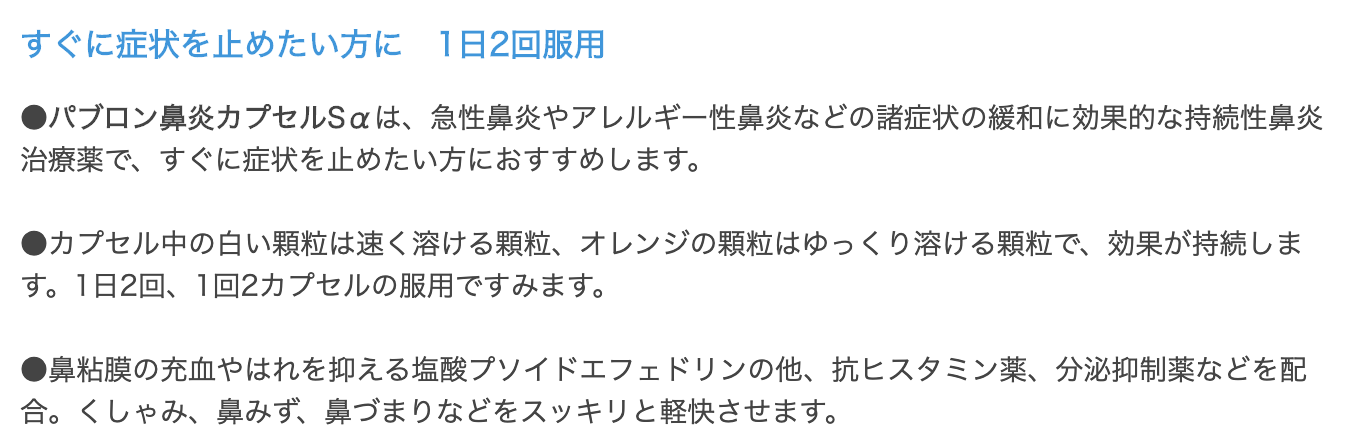 すぐに症状を止めたい方に　1日2回服用
●パブロン鼻炎カプセルSαは、急性鼻炎やアレルギー性鼻炎などの諸症状の緩和に効果的な持続性鼻炎
治療薬で、すぐに症状を止めたい方におすすめします。
●カプセル中の白い顆粒は速く溶ける顆粒、オレンジの顆粒はゆっくり溶ける顆粒で、効果が持続しま
す。1日2回、1回2カプセルの服用ですみます。
●鼻粘膜の充血やはれを抑える塩酸プソイドエフェドリンの他、抗ヒスタミン薬、分泌抑制薬などを配
合。くしゃみ、鼻みず、鼻づまりなどをスッキリと軽快させます。